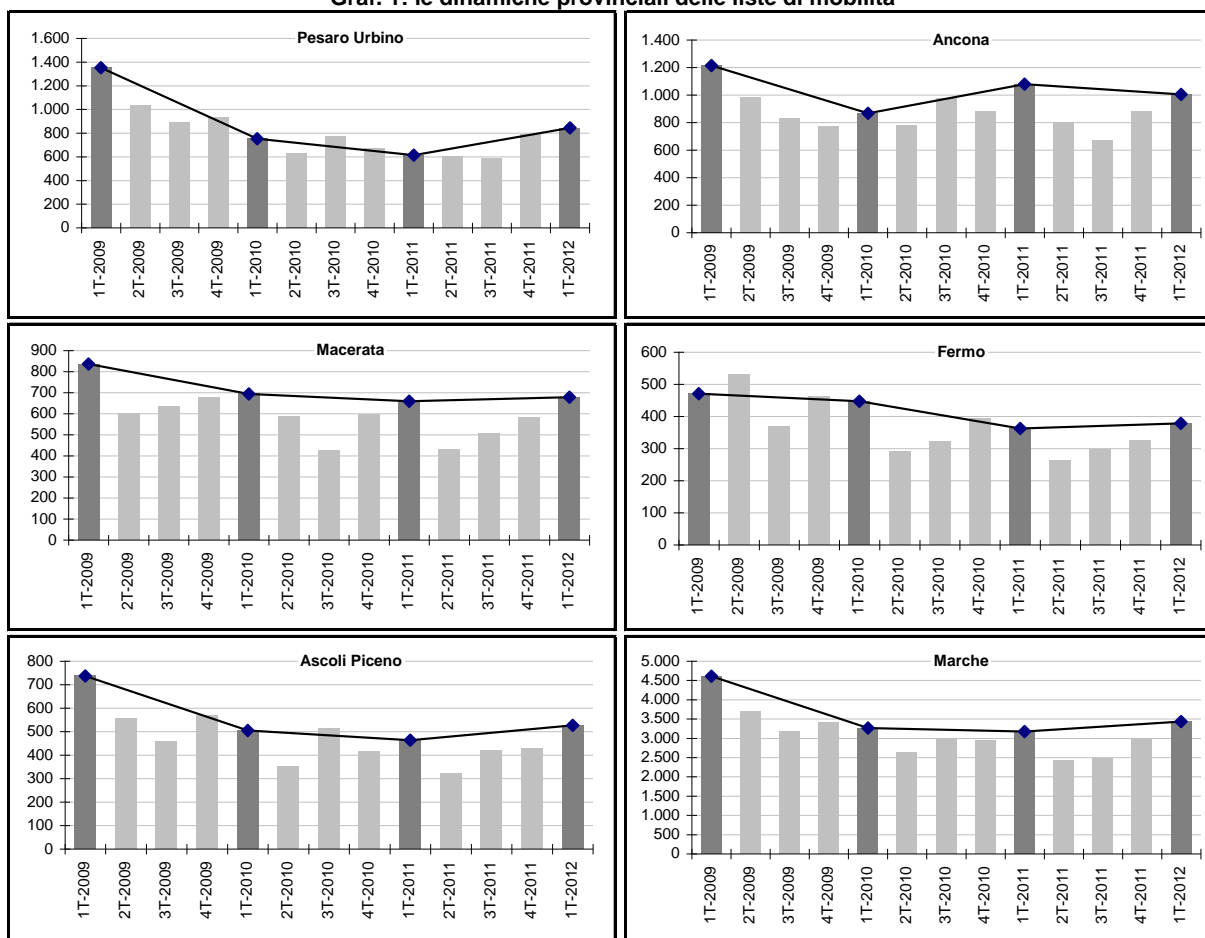 Graf. 1: le dinamiche provinciali delle liste di mobilità
Pesaro Urbino
1.600
1.400
1.200
1.000
800
600
400
200
0
1T-2009
2T-2009
3T-2009
4T-2009
1T-2010
2T-2010
3T-2010
4T-2010
1T-2011
2T-2011
3T-2011
4T-2011
1T-2012
Ancona
1.400
1.200
1.000
800
600
400
200
0
1T-2009
2T-2009
3T-2009
4T-2009
1T-2010
2T-2010
3T-2010
4T-2010
1T-2011
2T-2011
3T-2011
4T-2011
1T-2012
Macerata
900
800
700
600
500
400
300
200
100
0
1T-2009
2T-2009
3T-2009
4T-2009
1T-2010
2T-2010
3T-2010
4T-2010
1T-2011
2T-2011
3T-2011
4T-2011
1T-2012
Fermo
600
500
400
300
200
100
0
1T-2009
2T-2009
3T-2009
4T-2009
1T-2010
2T-2010
3T-2010
4T-2010
1T-2011
2T-2011
3T-2011
4T-2011
1T-2012
Ascoli Piceno
800
700
600
500
400
300
200
100
0
1T-2009
2T-2009
3T-2009
4T-2009
1T-2010
2T-2010
3T-2010
4T-2010
1T-2011
2T-2011
3T-2011
4T-2011
1T-2012
Marche
5.000
4.500
4.000
3.500
3.000
2.500
2.000
1.500
1.000
500
0
1T-2009
2T-2009
3T-2009
4T-2009
1T-2010
2T-2010
3T-2010
4T-2010
1T-2011
2T-2011
3T-2011
4T-2011
1T-2012